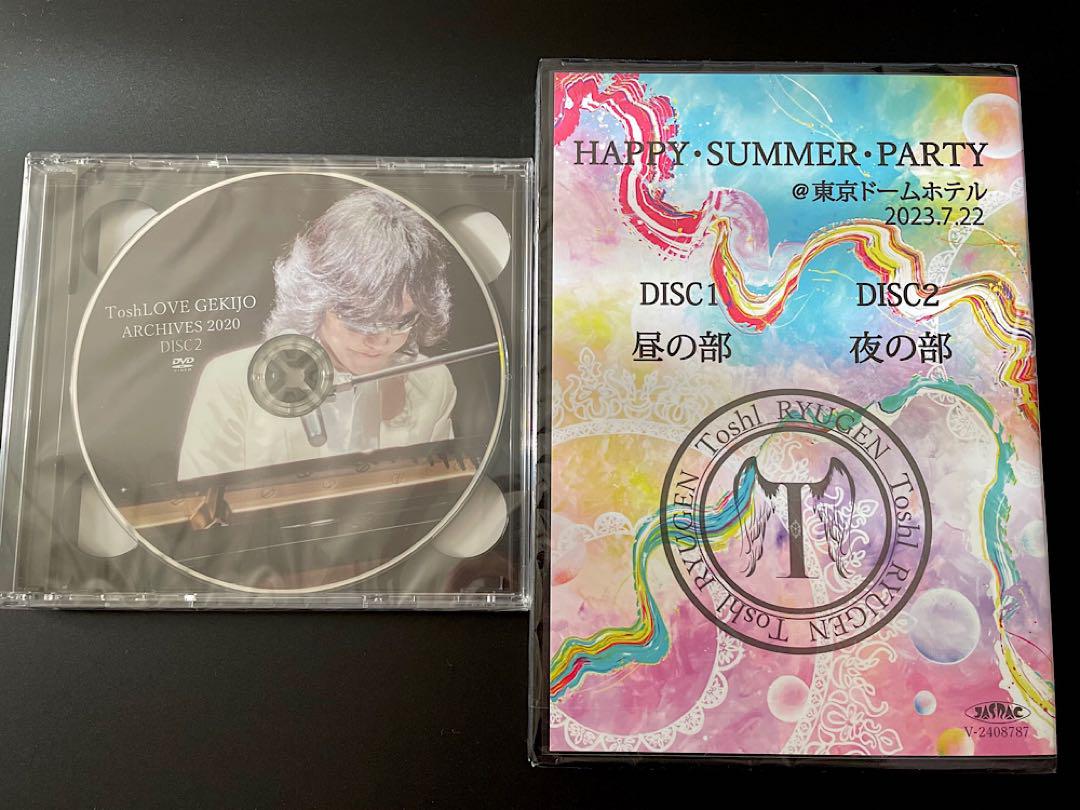 ToshLOVE GEKIJO
ARCHIVES 2020
DISC2
DVD
VIDEO
HAPPY・SUMMER・PARTY
@東京ドームホテル
2023.7.22
DISC1
昼の部
DISC2
夜の部
Toshl RYUGEN Toshl RYUGEN Toshl RYUGEN
T
JASRAC
V-2408787